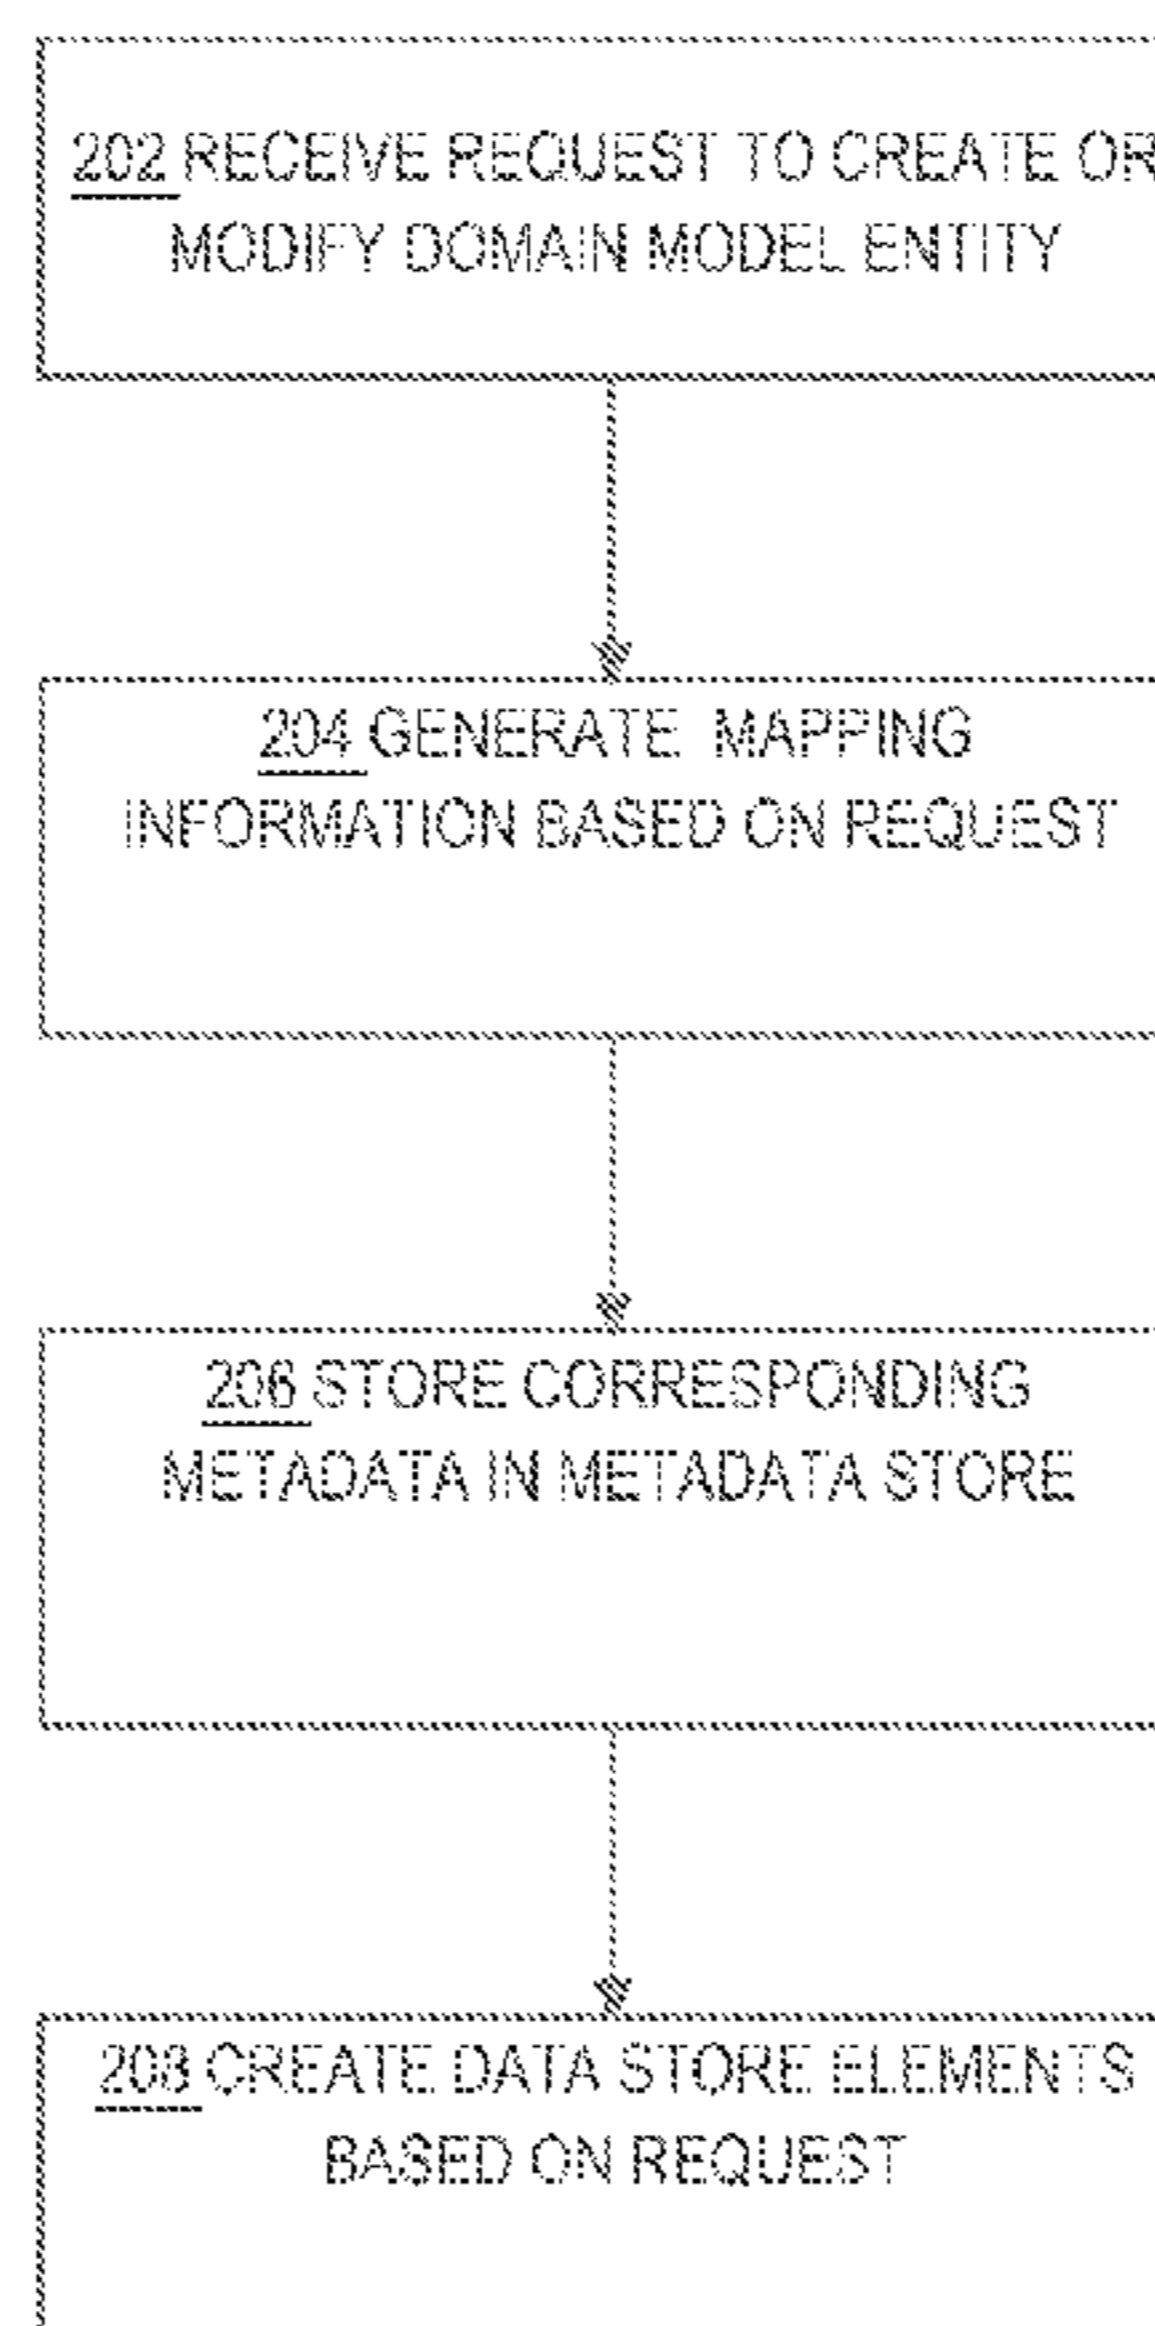 202 RECEIVE REQUEST TO CREATE OR
MODIFY DOMAIN MODEL ENTITY
204 GENERATE MAPPING
INFORMATION BASED ON REQUEST
206 STORE CORRESPONDING
METADATA IN METADATA STORE
208 CREATE DATA STORE ELEMENTS
BASED ON REQUEST